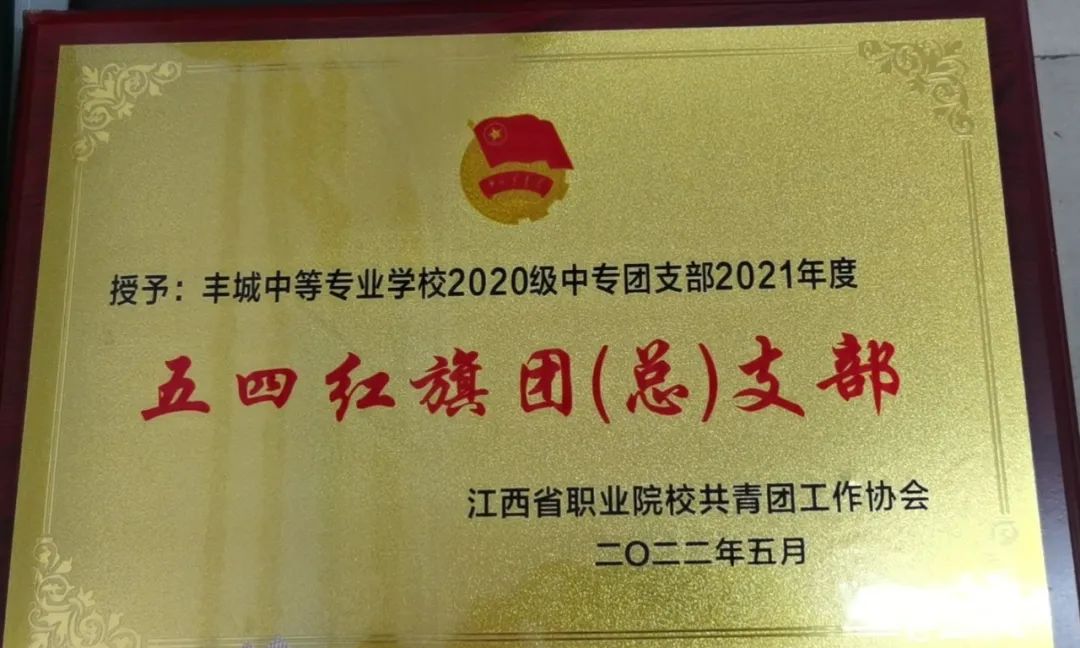 授予：丰城中等专业学校2020级中专团支部2021年度
五四红旗团(总)支部
江西省职业院校共青团工作协会
二〇二二年五月